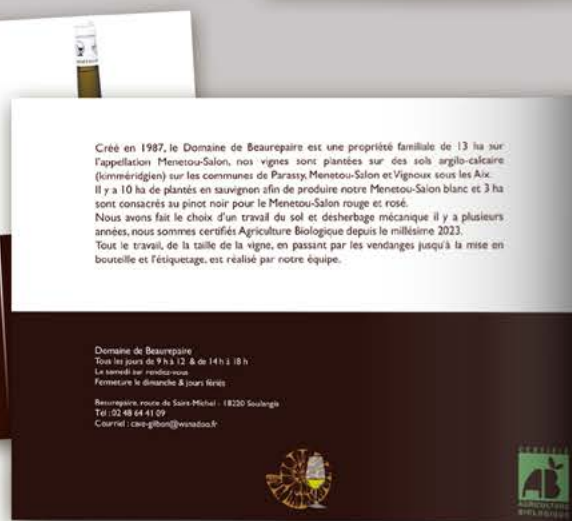 Créé en 1987, le Domaine de Beaurepaire est une propriété familiale de 13 ha sur
l'appellation Menetou-Salon, nos vignes sont plantées sur des sols argilo-calcaire
(kimméridgien) sur les communes de Parassy, Menetou-Salon et Vignoux sous les Aix.
Il y a 10 ha de plantés en sauvignon afin de produire notre Menetou-Salon blanc et 3 ha
sont consacrés au pinot noir pour le Menetou-Salon rouge et rosé.
Nous avons fait le choix d'un travail du sol et desherbage mécanique il y a plusieurs
années, nous sommes certifiés Agriculture Biologique depuis le millésime 2023.
Tout le travail, de la taille de la vigne, en passant par les vendanges jusqu'à la mise en
bouteille et l'étiquetage, est réalisé par notre équipe.
Domaine de Beaurepaire
Tous les jours de 9 h à 12 & de 14 h à 18 h
Le samedi sur rendez-vous
Fermeture le dimanche & jours fériés
Beaurepaire, route de Saint-Michel - 18220 Soulangis
Tél : 02 48 64 41 09
Courriel : cave-gilbon@wanadoo.fr
CERTIFIÉ
AB
AGRICULTURE
BIOLOGIQUE